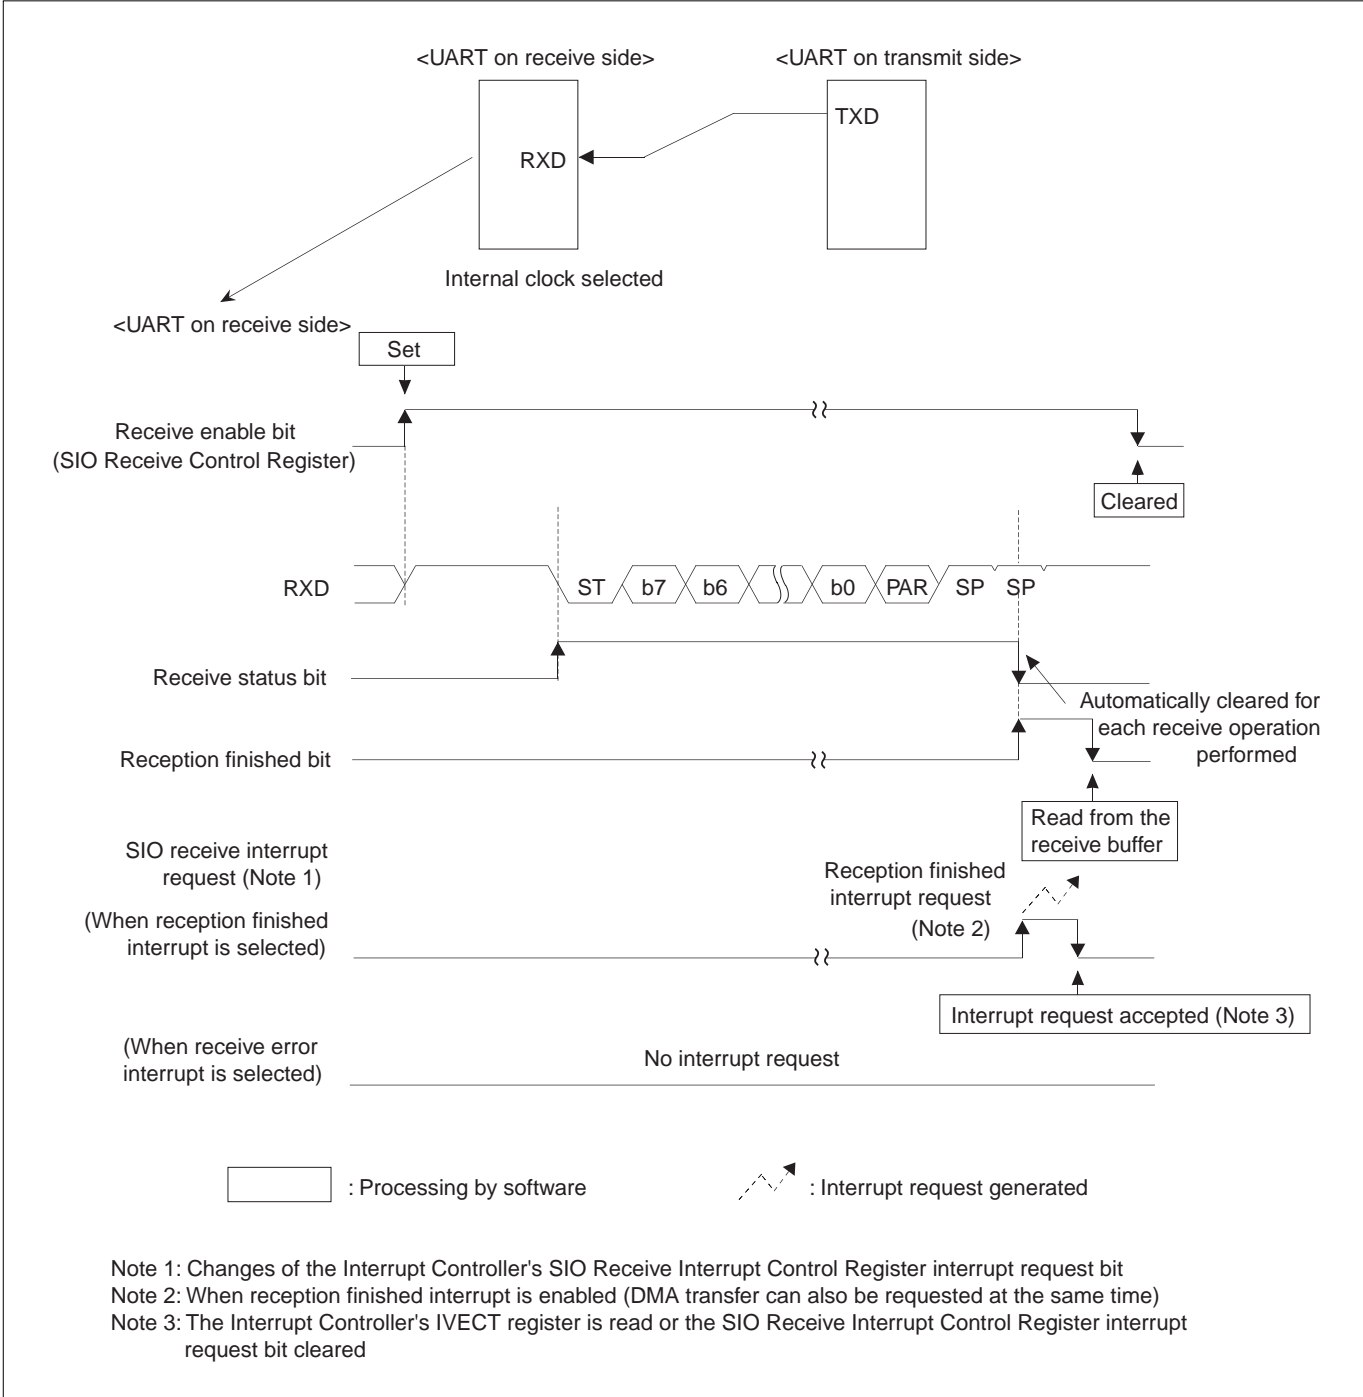 <UART on receive side>
<UART on transmit side>
TXD
RXD
Internal clock selected
<UART on receive side>
Set
Receive enable bit
(SIO Receive Control Register)
Cleared
RXD
ST
b7
b6
b0
PAR
SP
SP
Receive status bit
Automatically cleared for
each receive operation
performed
Reception finished bit
Read from the
receive buffer
SIO receive interrupt
request (Note 1)
Reception finished
interrupt request
(Note 2)
(When reception finished
interrupt is selected)
Interrupt request accepted (Note 3)
(When receive error
interrupt is selected)
No interrupt request
: Processing by software
: Interrupt request generated
Note 1: Changes of the Interrupt Controller's SIO Receive Interrupt Control Register interrupt request bit
Note 2: When reception finished interrupt is enabled (DMA transfer can also be requested at the same time)
Note 3: The Interrupt Controller's IVECT register is read or the SIO Receive Interrupt Control Register interrupt
request bit cleared